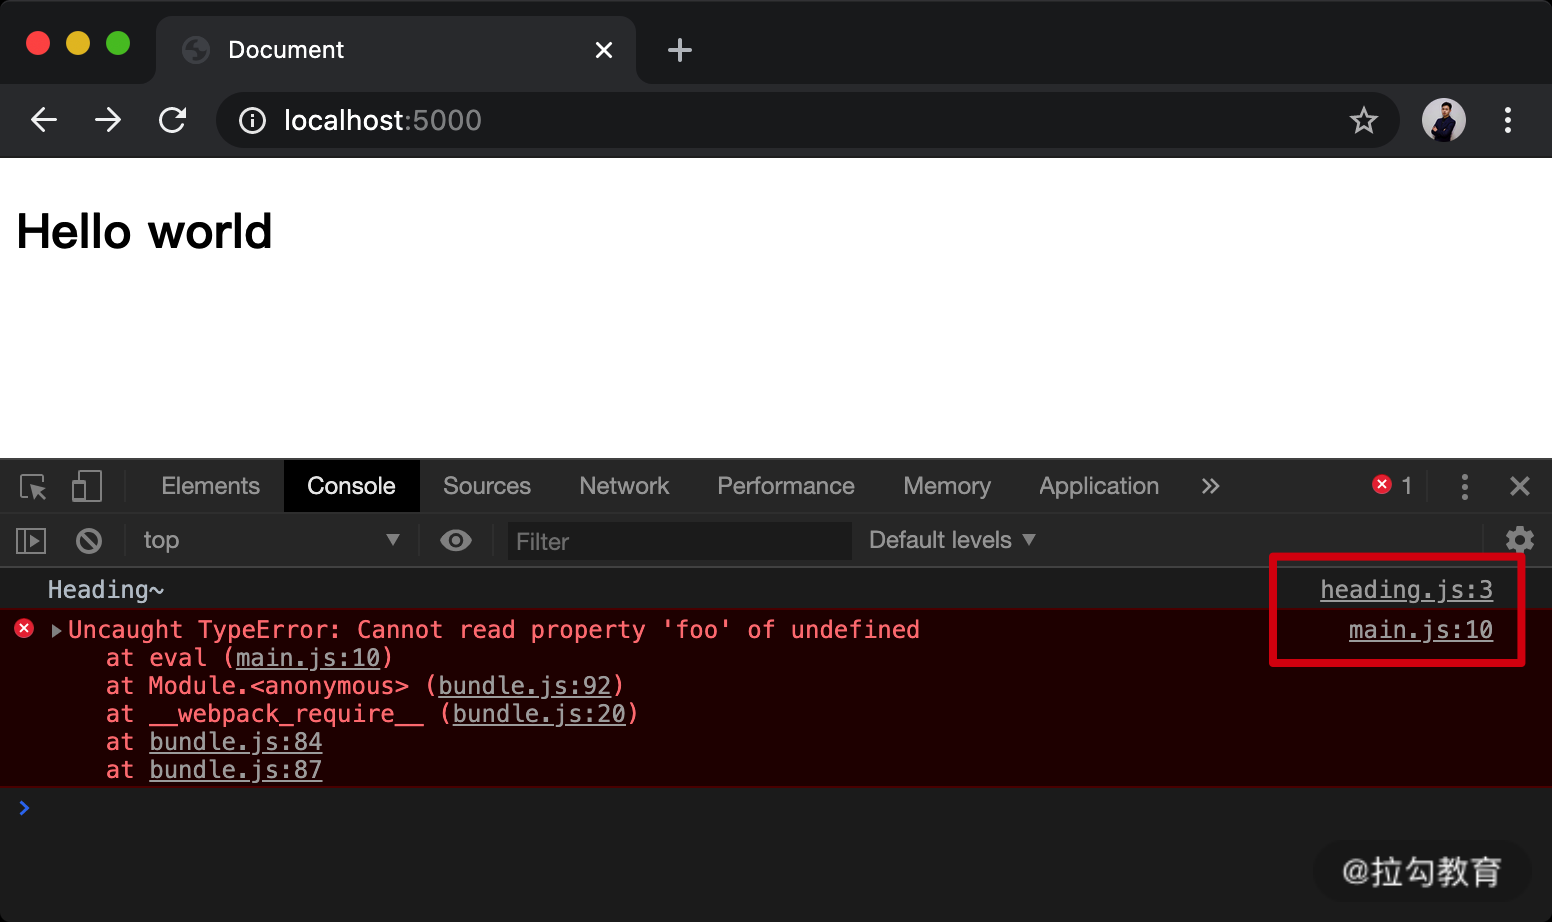 Document
localhost:5000
Hello world
Elements Console Sources Network Performance Memory Application 1
top Filter Default levels
Heading~ heading.js:3
Uncaught TypeError: Cannot read property 'foo' of undefined main.js:10
at eval (main.js:10)
at Module.<anonymous> (bundle.js:92)
at __webpack_require__ (bundle.js:20)
at bundle.js:84
at bundle.js:87
@拉勾教育